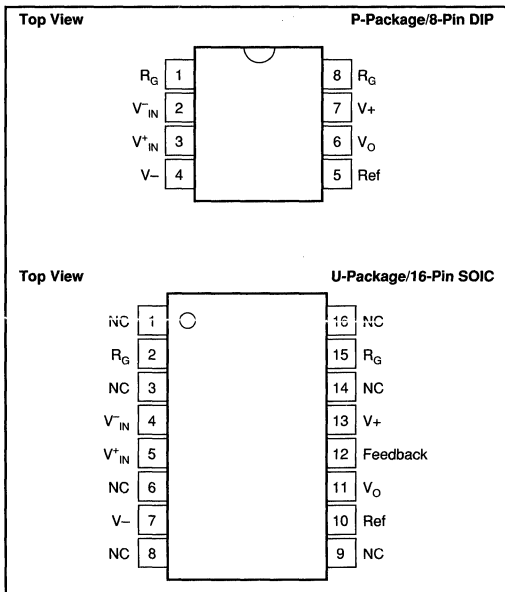 Top View P-Package/8-Pin DIP
R_G 1 8 R_G
V^-_IN 2 7 V+
V^+_IN 3 6 V_O
V– 4 5 Ref
Top View U-Package/16-Pin SOIC
NC 1 16 NC
R_G 2 15 R_G
NC 3 14 NC
V^-_IN 4 13 V+
V^+_IN 5 12 Feedback
NC 6 11 V_O
V– 7 10 Ref
NC 8 9 NC